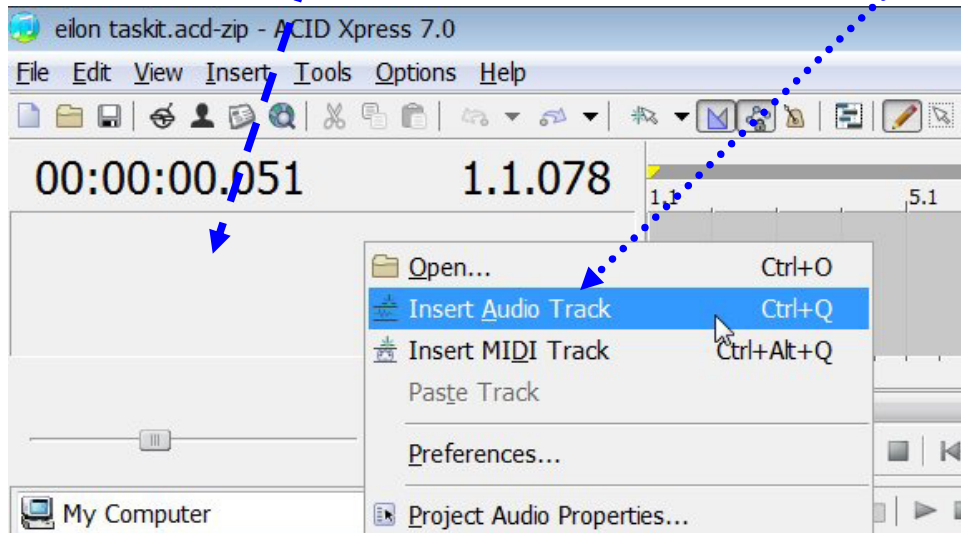 eilon taskit.acd-zip - ACID Xpress 7.0
File Edit View Insert Tools Options Help
00:00:00.051 1.1.078
1.1 5.1
Open... Ctrl+O
Insert Audio Track Ctrl+Q
Insert MIDI Track Ctrl+Alt+Q
Paste Track
Preferences...
My Computer
Project Audio Properties...